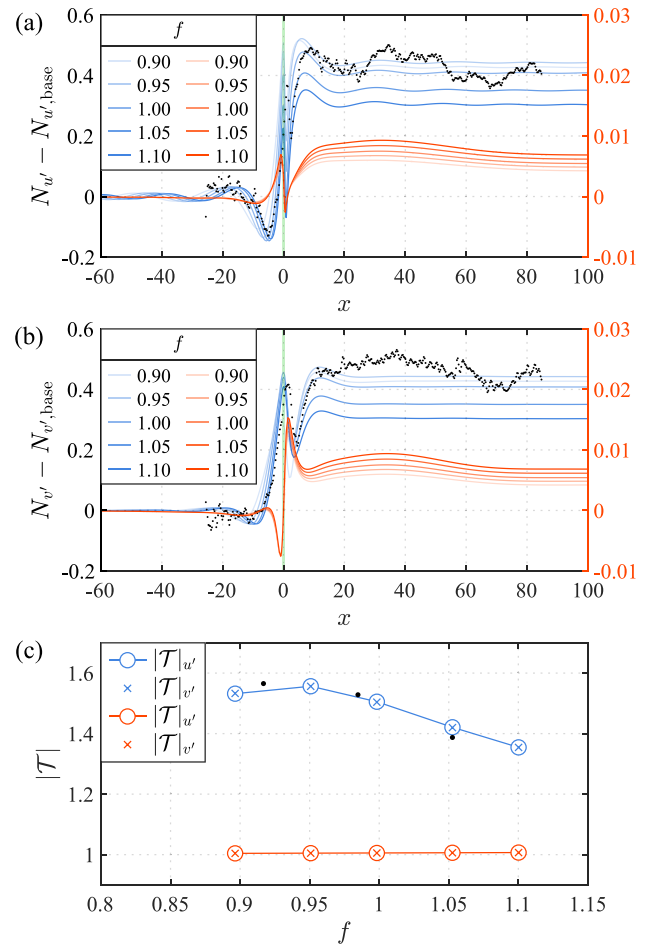 (a)
f
0.90 0.90
0.95 0.95
1.00 1.00
1.05 1.05
1.10 1.10
N_{u′} − N_{u′,base}
0.6
0.4
0.2
0
-0.2
0.03
0.02
0.01
0
-0.01
-60 -40 -20 0 20 40 60 80 100
x
(b)
f
0.90 0.90
0.95 0.95
1.00 1.00
1.05 1.05
1.10 1.10
N_{v′} − N_{v′,base}
0.6
0.4
0.2
0
-0.2
0.03
0.02
0.01
0
-0.01
-60 -40 -20 0 20 40 60 80 100
x
(c)
|𝒯|_{u′}
|𝒯|_{v′}
|𝒯|_{u′}
|𝒯|_{v′}
|𝒯|
1.6
1.4
1.2
1
0.8 0.85 0.9 0.95 1 1.05 1.1 1.15
f